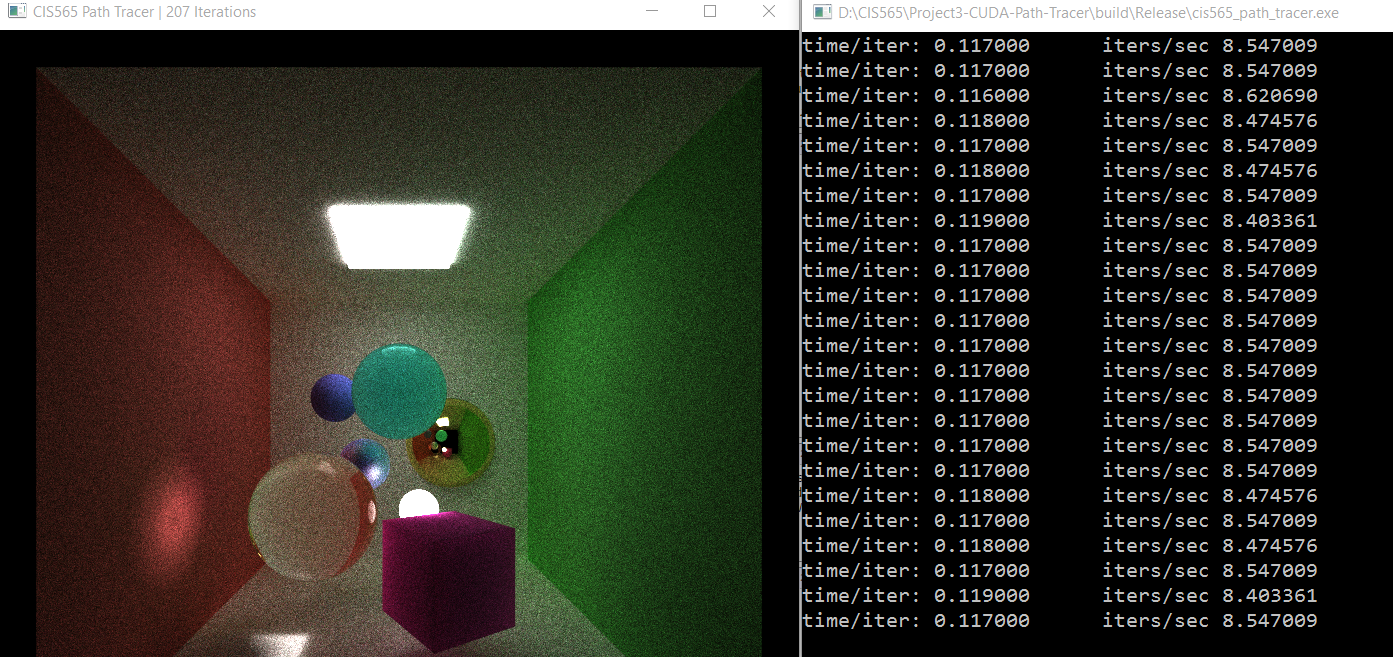 CIS565 Path Tracer | 207 Iterations
D:\CIS565\Project3-CUDA-Path-Tracer\build\Release\cis565_path_tracer.exe
time/iter: 0.117000 iters/sec 8.547009
time/iter: 0.117000 iters/sec 8.547009
time/iter: 0.116000 iters/sec 8.620690
time/iter: 0.118000 iters/sec 8.474576
time/iter: 0.117000 iters/sec 8.547009
time/iter: 0.118000 iters/sec 8.474576
time/iter: 0.117000 iters/sec 8.547009
time/iter: 0.119000 iters/sec 8.403361
time/iter: 0.117000 iters/sec 8.547009
time/iter: 0.117000 iters/sec 8.547009
time/iter: 0.117000 iters/sec 8.547009
time/iter: 0.117000 iters/sec 8.547009
time/iter: 0.117000 iters/sec 8.547009
time/iter: 0.117000 iters/sec 8.547009
time/iter: 0.117000 iters/sec 8.547009
time/iter: 0.117000 iters/sec 8.547009
time/iter: 0.117000 iters/sec 8.547009
time/iter: 0.117000 iters/sec 8.547009
time/iter: 0.118000 iters/sec 8.474576
time/iter: 0.117000 iters/sec 8.547009
time/iter: 0.118000 iters/sec 8.474576
time/iter: 0.117000 iters/sec 8.547009
time/iter: 0.119000 iters/sec 8.403361
time/iter: 0.117000 iters/sec 8.547009